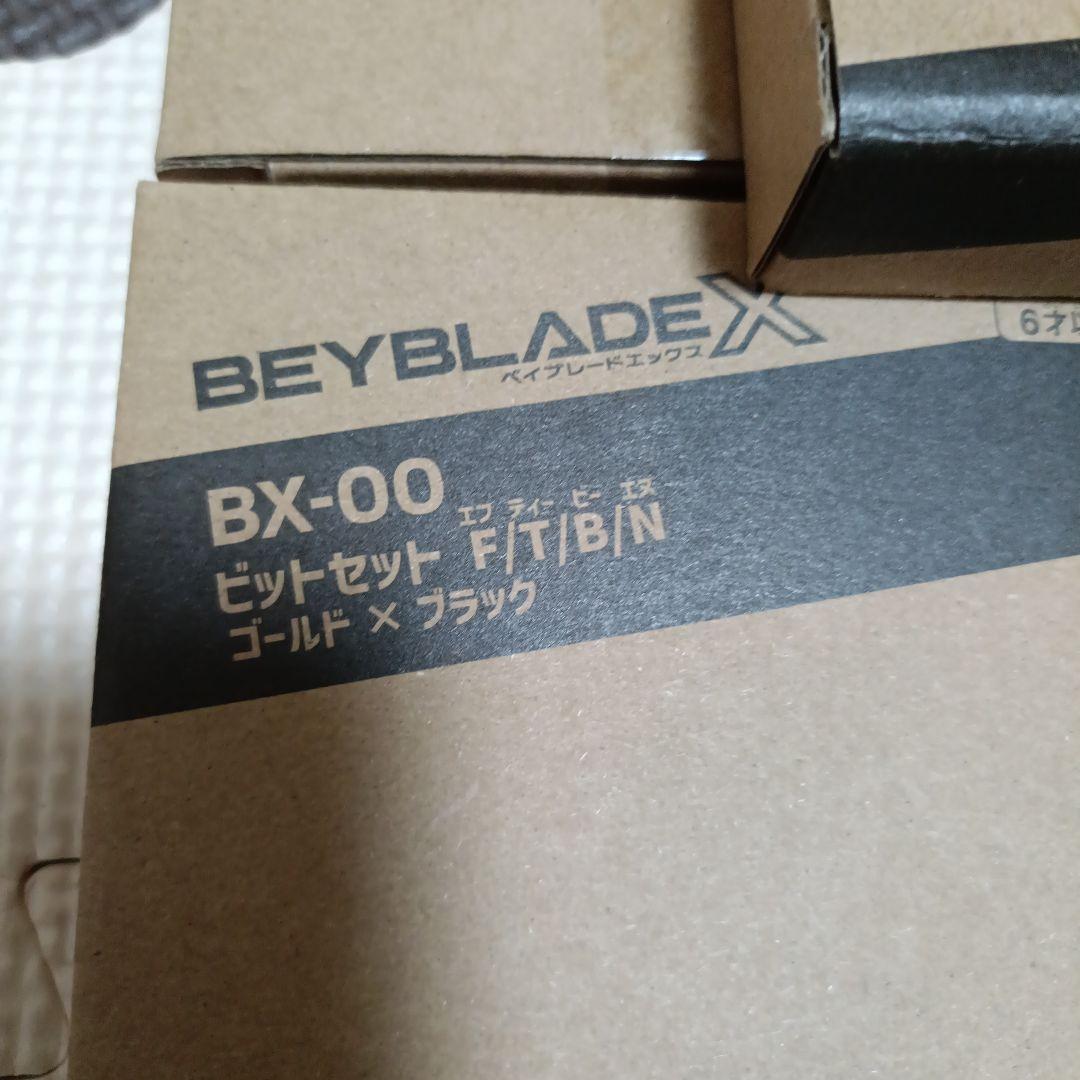 BEYBLADE X
ベイブレードエックス
6才以
BX-00
エフ ティー ビー エヌ
ビットセット F/T/B/N
ゴールド × ブラック